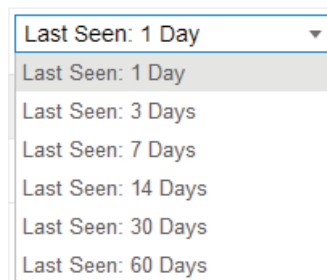 Last Seen: 1 Day
Last Seen: 1 Day
Last Seen: 3 Days
Last Seen: 7 Days
Last Seen: 14 Days
Last Seen: 30 Days
Last Seen: 60 Days